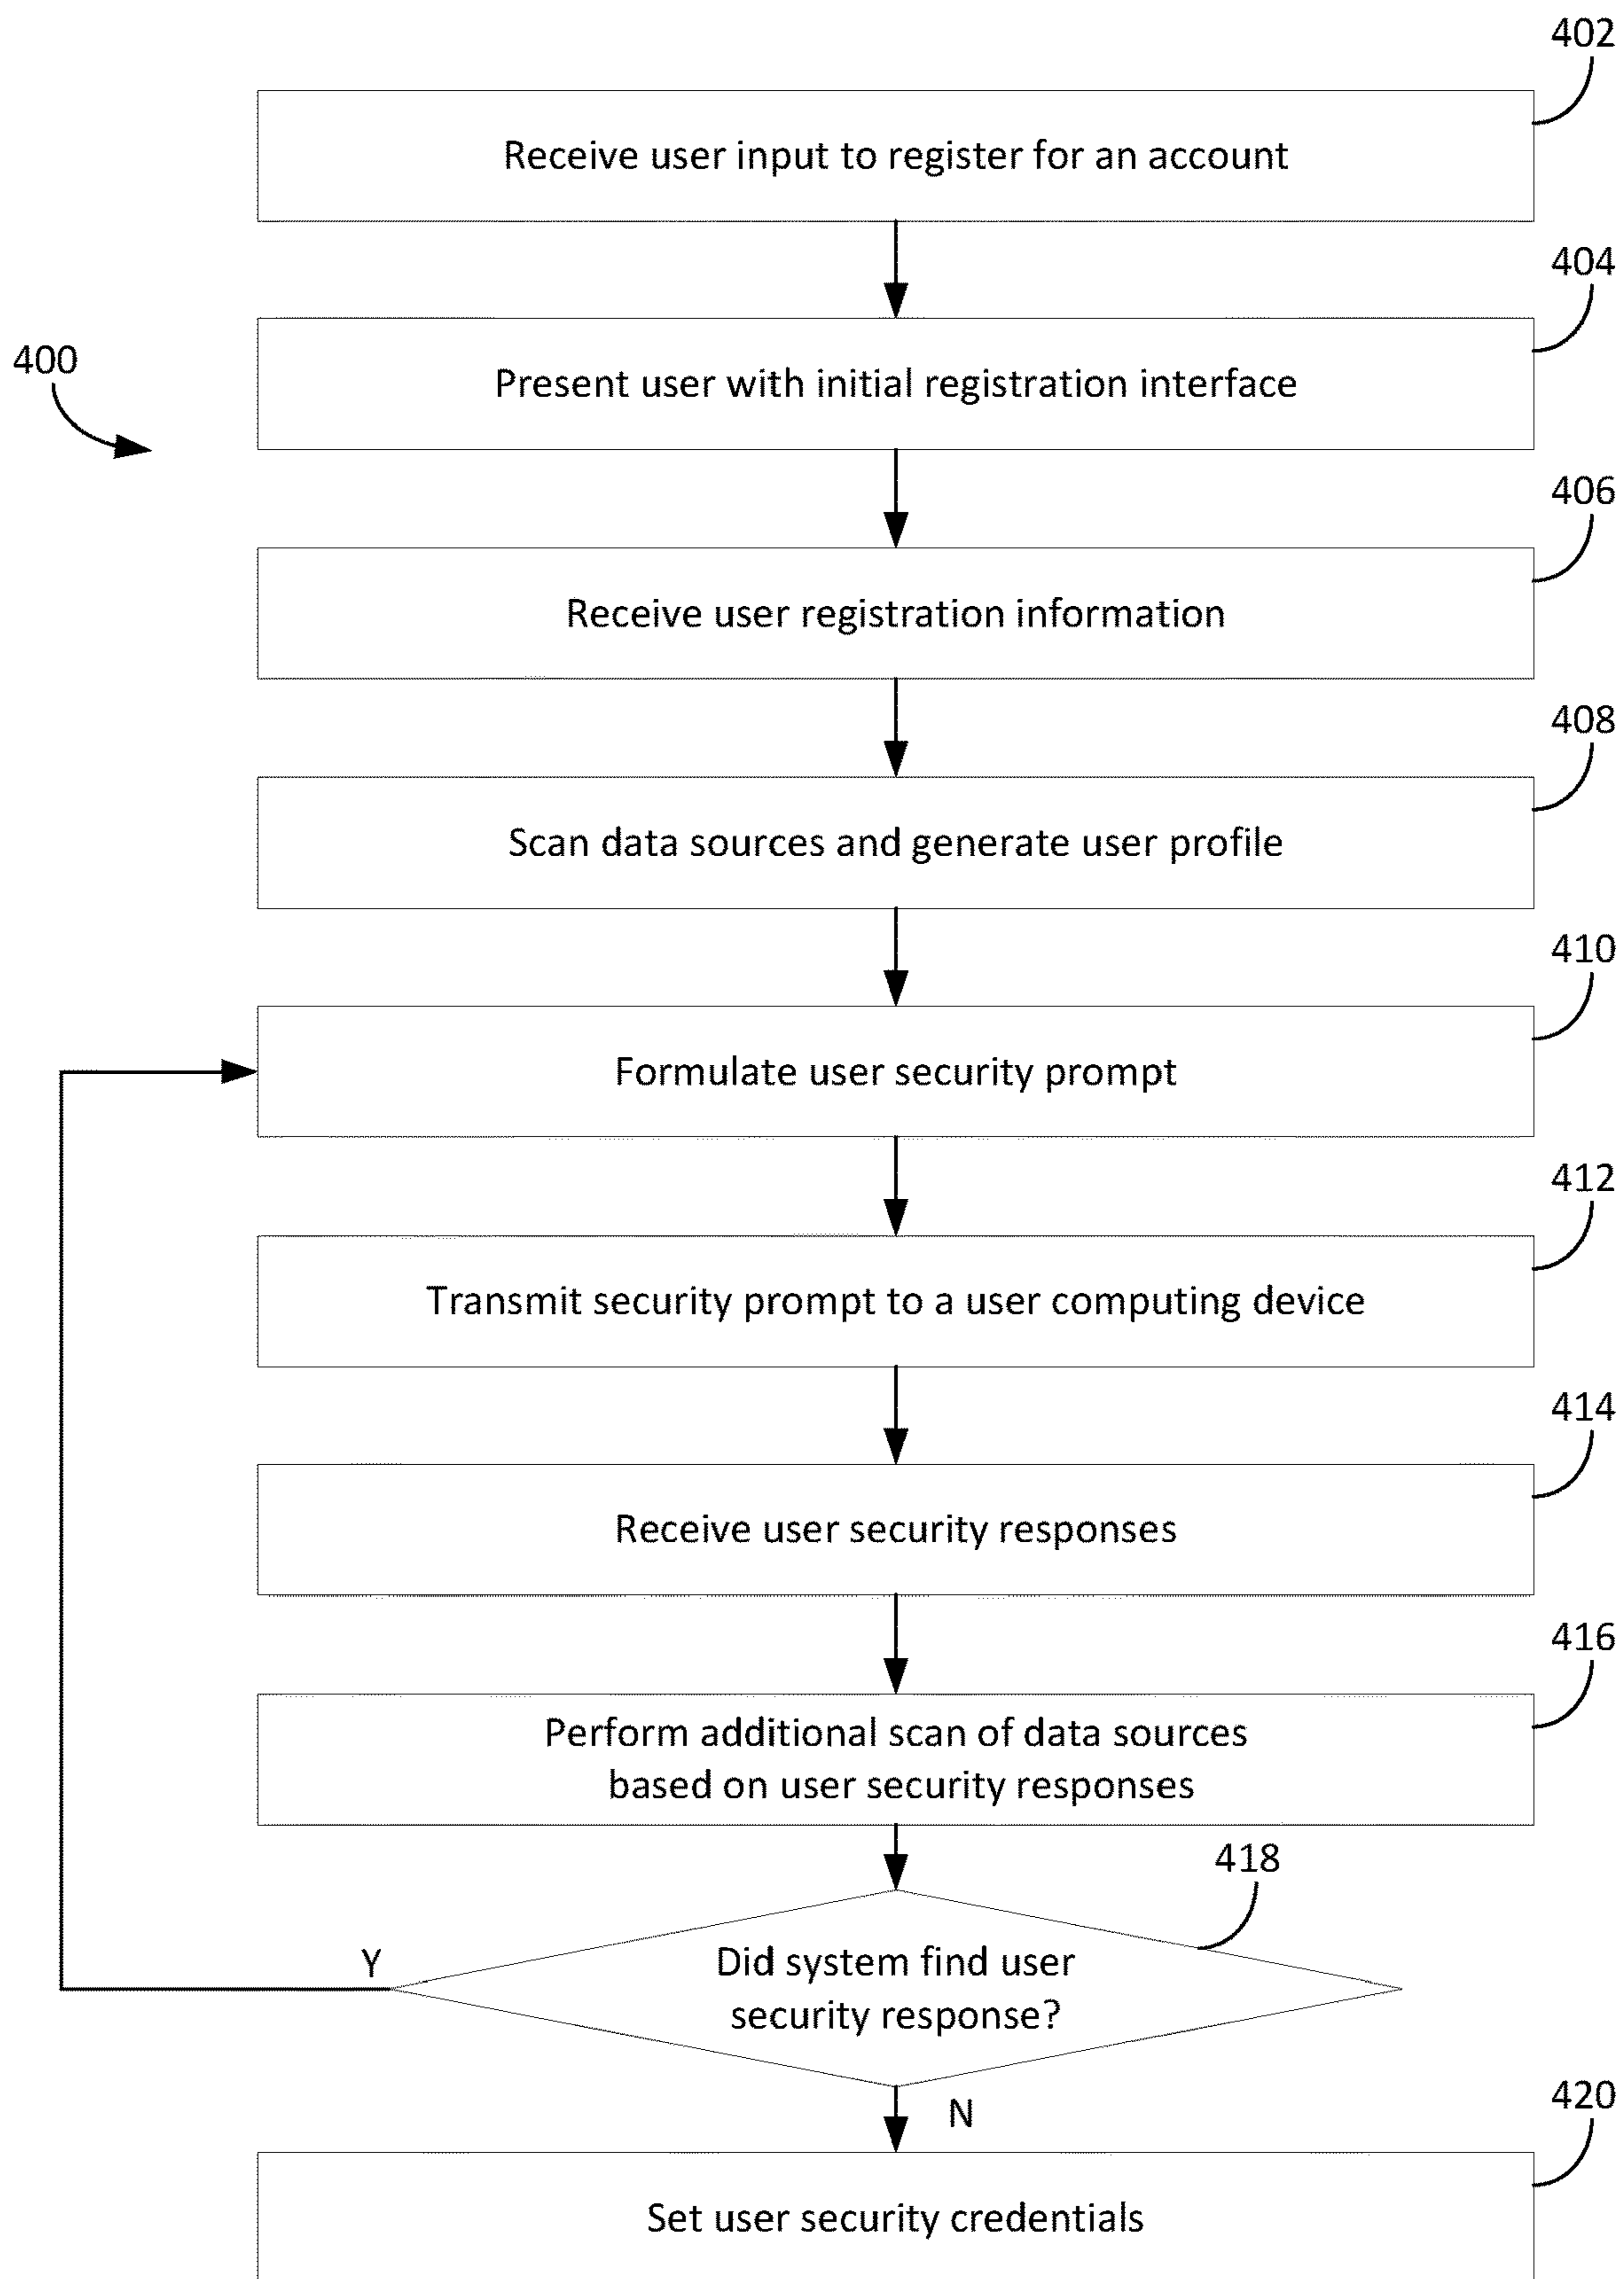 402
Receive user input to register for an account
404
400
Present user with initial registration interface
406
Receive user registration information
408
Scan data sources and generate user profile
410
Formulate user security prompt
412
Transmit security prompt to a user computing device
414
Receive user security responses
416
Perform additional scan of data sources
based on user security responses
418
Y
Did system find user
security response?
N
420
Set user security credentials